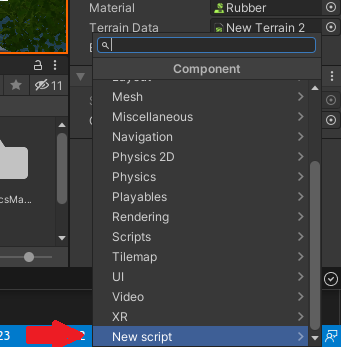 Material
Rubber
Terrain Data
New Terrain 2
Component
11
Mesh
Miscellaneous
Navigation
Physics 2D
Physics
Playables
csMa...
Rendering
Scripts
Tilemap
UI
Video
XR
23
2
New script